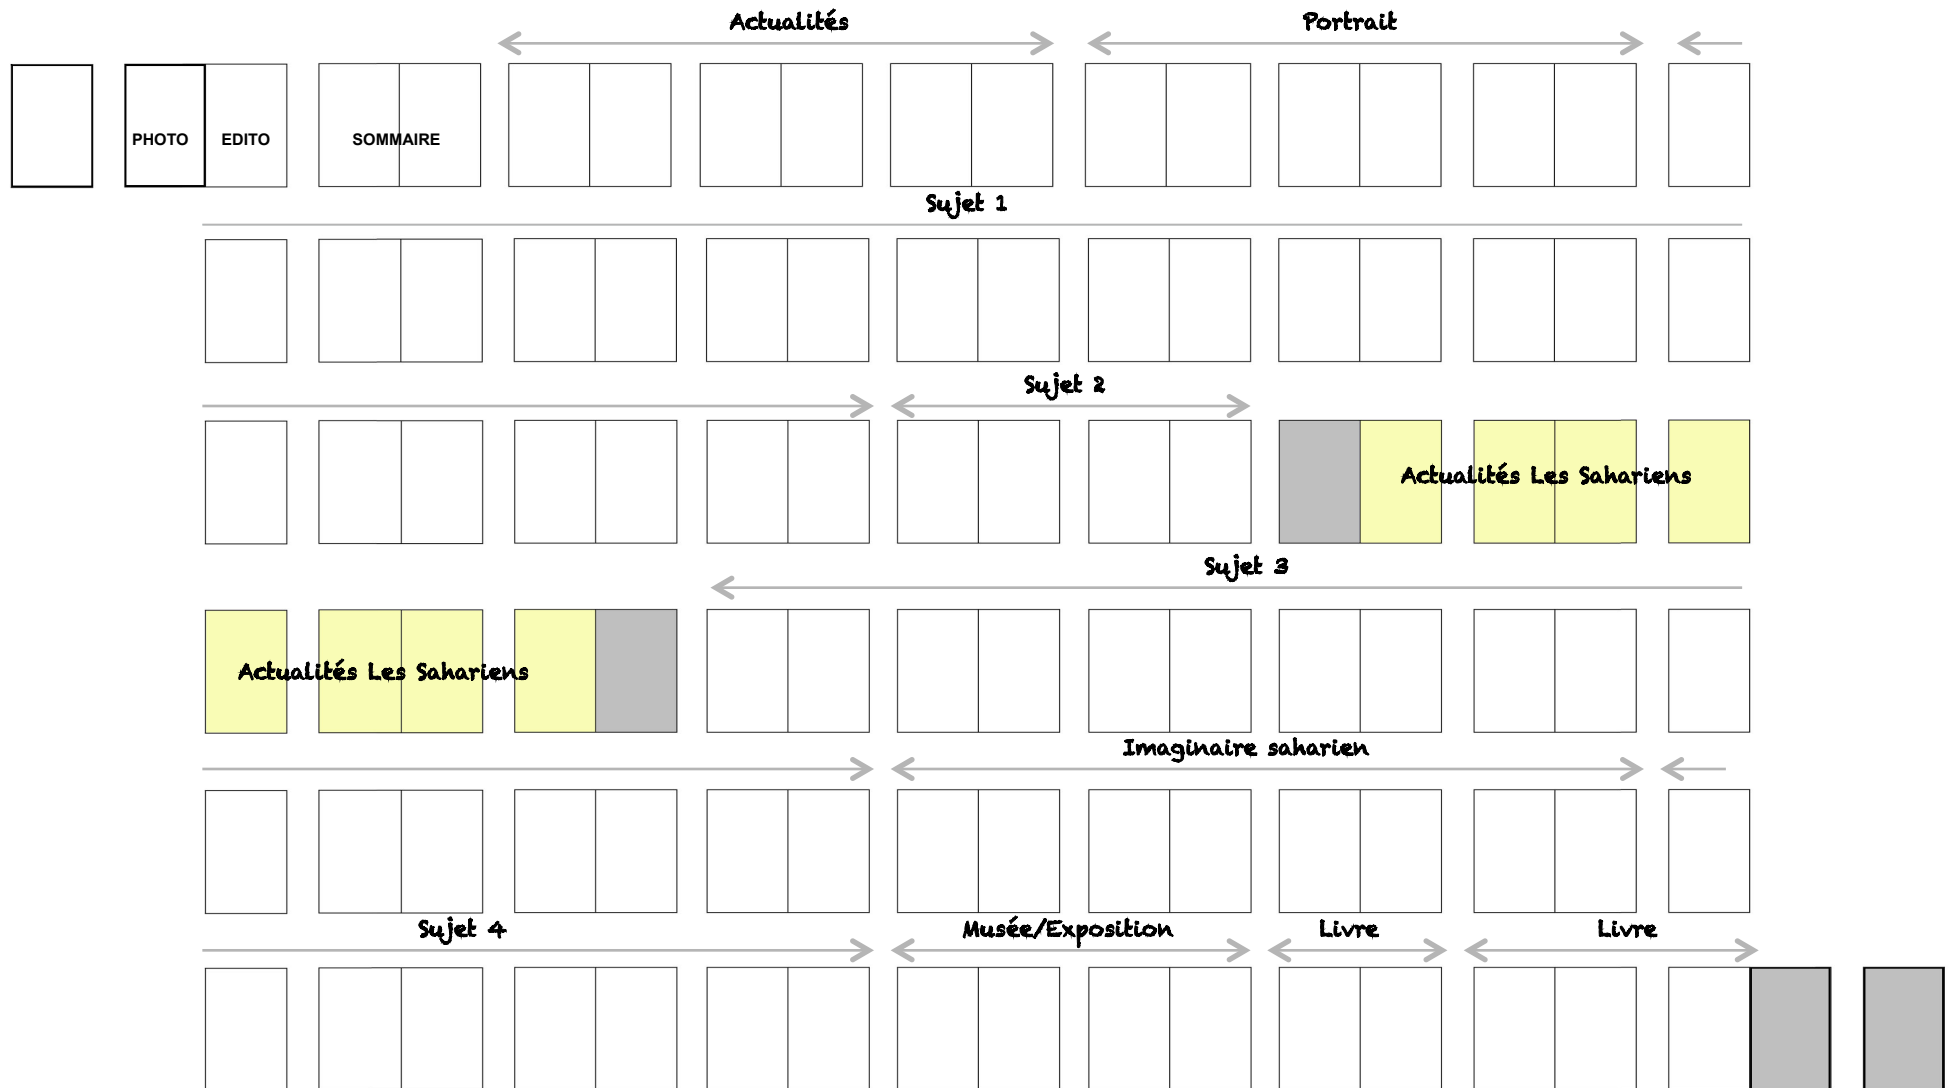 Actualités
Portrait
PHOTO
EDITO
SOMMAIRE
Sujet 1
Sujet 2
Actualités Les Sahariens
Sujet 3
Actualités Les Sahariens
Imaginaire saharien
Sujet 4
Musée/Exposition
Livre
Livre